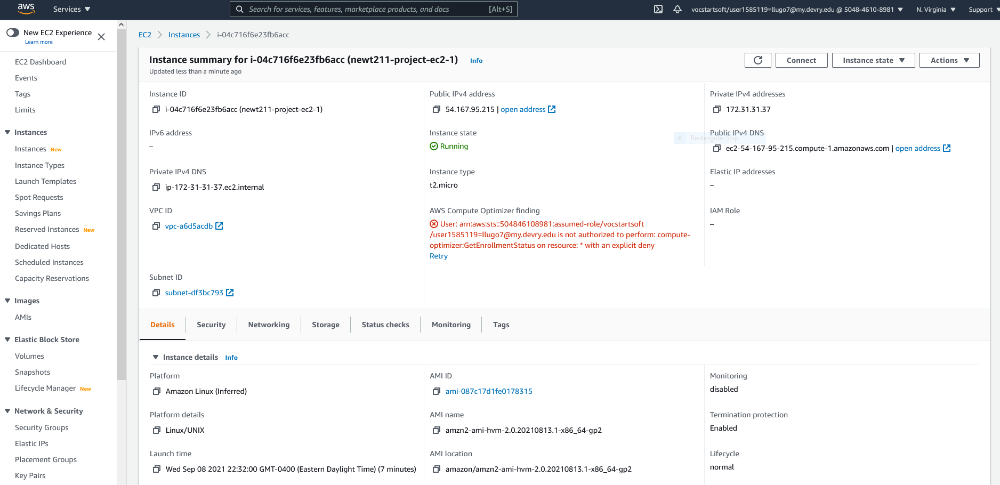 aws
Services
Search for services, features, marketplace products, and docs [Alt+S]
vocstartsoft/user1585119=llugo7@my.devry.edu @ 5048-4610-8981
N. Virginia
Support
New EC2 Experience
Learn more
EC2 Dashboard
Events
Tags
Limits
Instances
Instances New
Instance Types
Launch Templates
Spot Requests
Savings Plans
Reserved Instances New
Dedicated Hosts
Scheduled Instances
Capacity Reservations
Images
AMIs
Elastic Block Store
Volumes
Snapshots
Lifecycle Manager New
Network & Security
Security Groups
Elastic IPs
Placement Groups
Key Pairs
EC2 Instances i-04c716f6e23fb6acc
Instance summary for i-04c716f6e23fb6acc (newt211-project-ec2-1) Info
Updated less than a minute ago
Connect
Instance state
Actions
Instance ID
i-04c716f6e23fb6acc (newt211-project-ec2-1)
Public IPv4 address
54.167.95.215 | open address
Private IPv4 addresses
172.31.31.37
IPv6 address
–
Instance state
Running
Rectangular Snip
Public IPv4 DNS
ec2-54-167-95-215.compute-1.amazonaws.com | open address
Private IPv4 DNS
ip-172-31-31-37.ec2.internal
Instance type
t2.micro
Elastic IP addresses
–
VPC ID
vpc-a6d5acdb
AWS Compute Optimizer finding
User: arn:aws:sts::504846108981:assumed-role/vocstartsoft
/user1585119=llugo7@my.devry.edu is not authorized to perform: compute-
optimizer:GetEnrollmentStatus on resource: * with an explicit deny
Retry
IAM Role
–
Subnet ID
subnet-df3bc793
Details
Security
Networking
Storage
Status checks
Monitoring
Tags
Instance details Info
Platform
Amazon Linux (Inferred)
AMI ID
ami-087c17d1fe0178315
Monitoring
disabled
Platform details
Linux/UNIX
AMI name
amzn2-ami-hvm-2.0.20210813.1-x86_64-gp2
Termination protection
Enabled
Launch time
Wed Sep 08 2021 22:32:00 GMT-0400 (Eastern Daylight Time) (7 minutes)
AMI location
amazon/amzn2-ami-hvm-2.0.20210813.1-x86_64-gp2
Lifecycle
normal